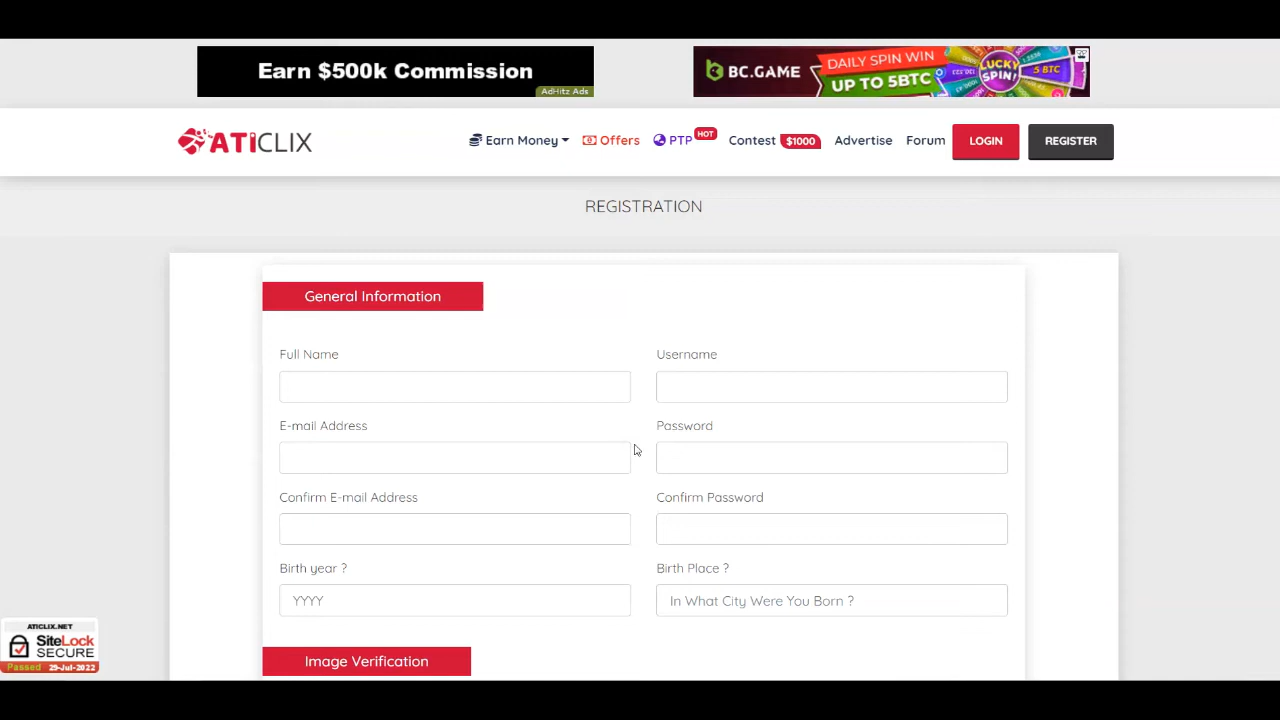 Earn $500k Commission
AdHitz Ads
BC.GAME
DAILY SPIN WIN
UP TO 5BTC
LUCKY
SPIN!
5 BTC
ATICLIX
Earn Money
Offers
PTP
HOT
Contest $1000
Advertise
Forum
LOGIN
REGISTER
REGISTRATION
General Information
Full Name
Username
E-mail Address
Password
Confirm E-mail Address
Confirm Password
Birth year ?
Birth Place ?
YYYY
In What City Were You Born ?
ATICLIX.NET
SiteLock
SECURE
Passed 29-Jul-2022
Image Verification